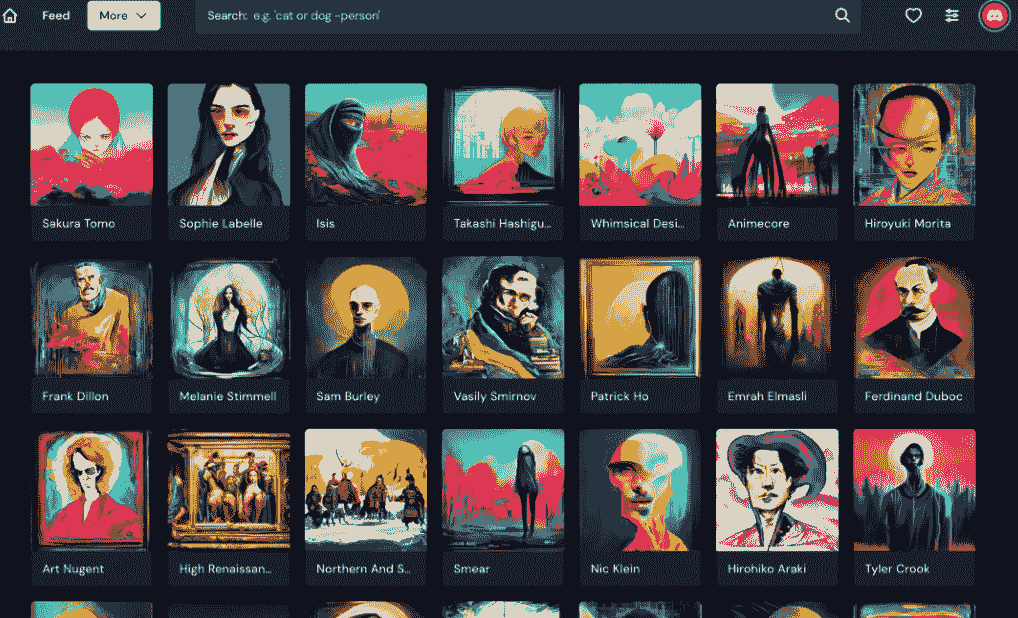 Feed
More
Search: e.g. 'cat or dog -person'
Sakura Tomo
Sophie Labelle
Isis
Takashi Hashigu...
Whimsical Desi...
Animecore
Hiroyuki Morita
Frank Dillon
Melanie Stimmell
Sam Burley
Vasily Smirnov
Patrick Ho
Emrah Elmasli
Ferdinand Duboc
Art Nugent
High Renaissan...
Northern And S...
Smear
Nic Klein
Hirohiko Araki
Tyler Crook